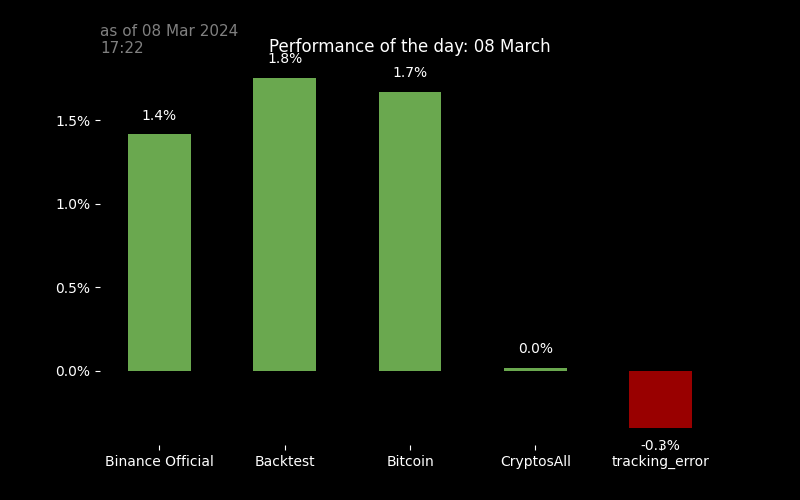 as of 08 Mar 2024
17:22
Performance of the day: 08 March
1.8%
1.7%
1.4%
1.5%
1.0%
0.5%
0.0%
0.0%
-0.3%
Binance Official
Backtest
Bitcoin
CryptosAll
tracking_error